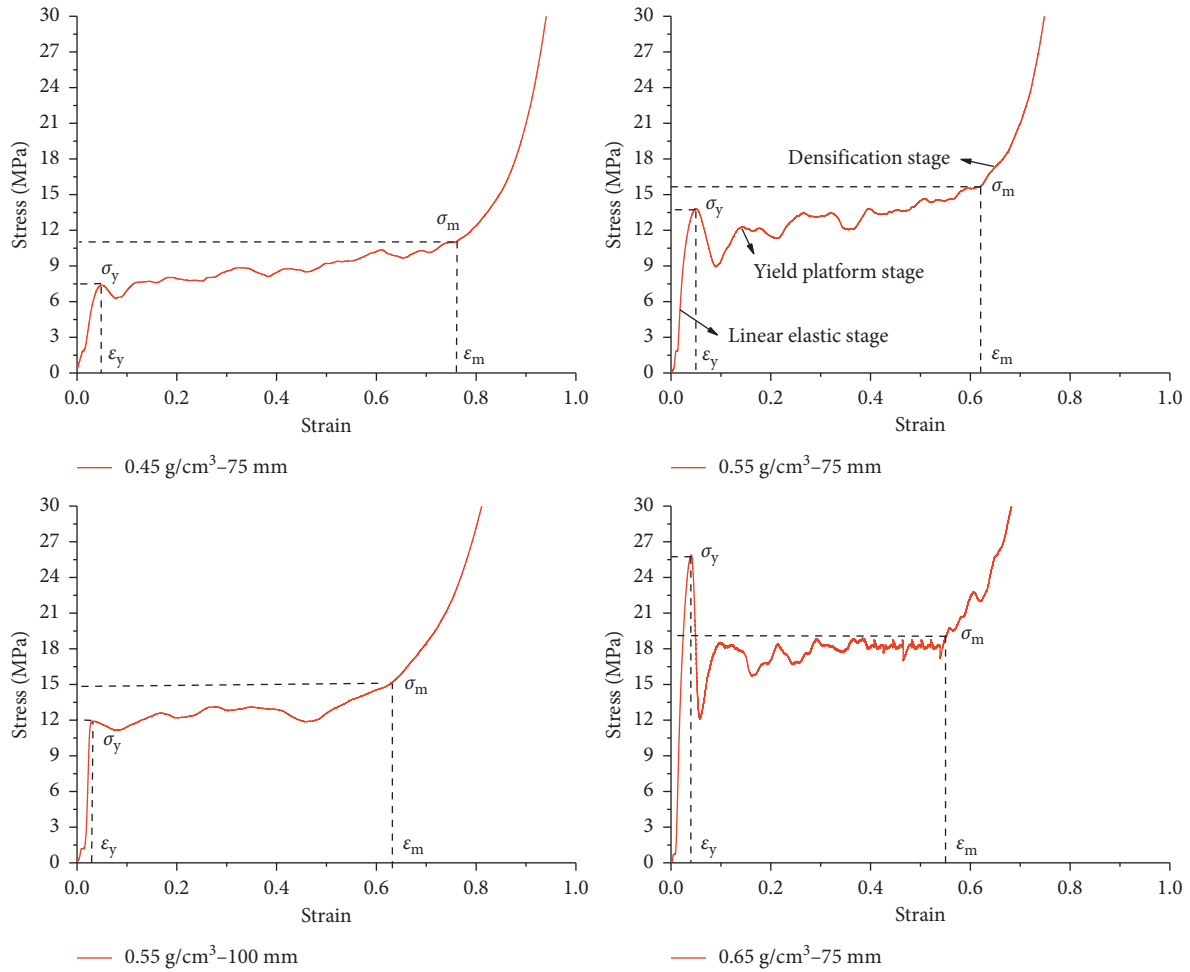 30
27
24
21
18
15
12
9
6
3
0
Stress (MPa)
σy
σm
εy
εm
0.0 0.2 0.4 0.6 0.8 1.0
Strain
0.45 g/cm³–75 mm
30
27
24
21
18
15
12
9
6
3
0
Stress (MPa)
Densification stage
σm
σy
Yield platform stage
Linear elastic stage
εy
εm
0.0 0.2 0.4 0.6 0.8 1.0
Strain
0.55 g/cm³–75 mm
30
27
24
21
18
15
12
9
6
3
0
Stress (MPa)
σm
σy
εy
εm
0.0 0.2 0.4 0.6 0.8 1.0
Strain
0.55 g/cm³–100 mm
30
27
24
21
18
15
12
9
6
3
0
Stress (MPa)
σy
σm
εy
εm
0.0 0.2 0.4 0.6 0.8 1.0
Strain
0.65 g/cm³–75 mm